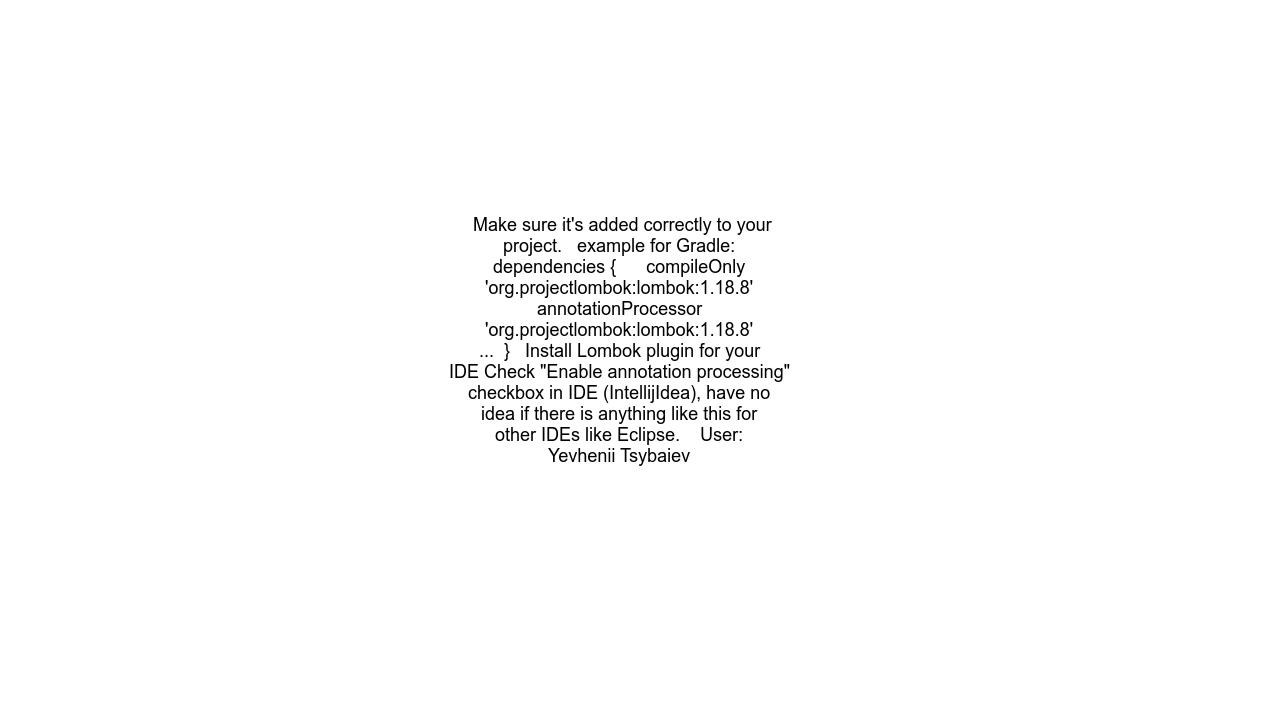 Make sure it's added correctly to your
project.   example for Gradle:
dependencies {      compileOnly
'org.projectlombok:lombok:1.18.8'
annotationProcessor
'org.projectlombok:lombok:1.18.8'
...  }   Install Lombok plugin for your
IDE Check "Enable annotation processing"
checkbox in IDE (IntellijIdea), have no
idea if there is anything like this for
other IDEs like Eclipse.    User:
Yevhenii Tsybaiev